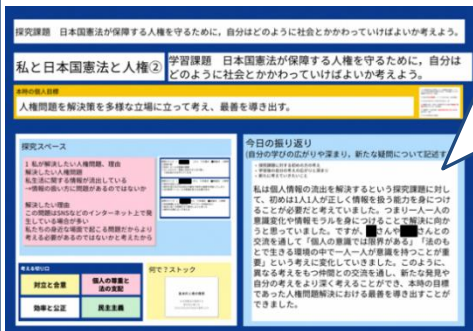 探究課題　日本国憲法が保障する人権を守るために，自分はどのように社会とかかわっていけばよいか考えよう。
私と日本国憲法と人権②
学習課題　日本国憲法が保障する人権を守るために，自分は
どのように社会とかかわっていけばよいか考えよう。
本時の個人目標
人権問題を解決策を多様な立場に立って考え、最善を導き出す。
探究スペース
1 私が解決したい人権問題、理由
解決したい人権問題
私生活に関する情報が流出している
→情報の扱い方に問題があるのではないか
解決したい理由
この問題はSNSなどのインターネット上で発
生している場合が多い
私たちの身近な場面で起こる問題だからより
考える必要があるのではないかと考えたから
考える切り口
対立と合意
個人の尊重と
法の支配
効率と公正
民主主義
何で？ストック
今日の振り返り
(自分の学びの広がりや深まり、新たな疑問について記述す
私は個人情報の流出を解決するという探究課題に対し
て、初めは1人1人が正しく情報を扱う能力を身につけ
ることが必要だと考えていました。つまり一人一人の
意識変化や情報モラルを身につけることで解決に向か
うと思っていました。ですが、さんやさんとの
交流を通して「個人の意識では限界がある」「法のも
とで生きる環境の中で一人一人が意識を持つことが重
要」という考えに変化していきました。このように、
異なる考えをもつ仲間との交流を通し、新たな発見や
自分の考えをより深く考えることができ、本時の目標
であった人権問題解決における最善を導き出すことが
できました。